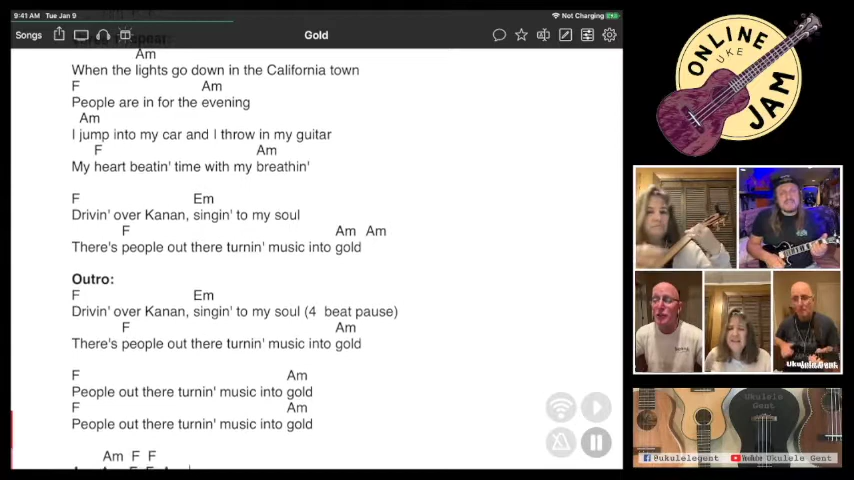 9:41 AM Tue Jan 9
Not Charging
Songs
Gold
Am
When the lights go down in the California town
F Am
People are in for the evening
Am
I jump into my car and I throw in my guitar
F Am
My heart beatin' time with my breathin'
F Em
Drivin' over Kanan, singin' to my soul
F Am Am
There's people out there turnin' music into gold
Outro:
F Em
Drivin' over Kanan, singin' to my soul (4 beat pause)
F Am
There's people out there turnin' music into gold
F Am
People out there turnin' music into gold
F Am
People out there turnin' music into gold
Am F F
ONLINE
UKE
JAM
Ukulele Gent
Ukulele
Gent
@ukulelegent
Ukulele Gent